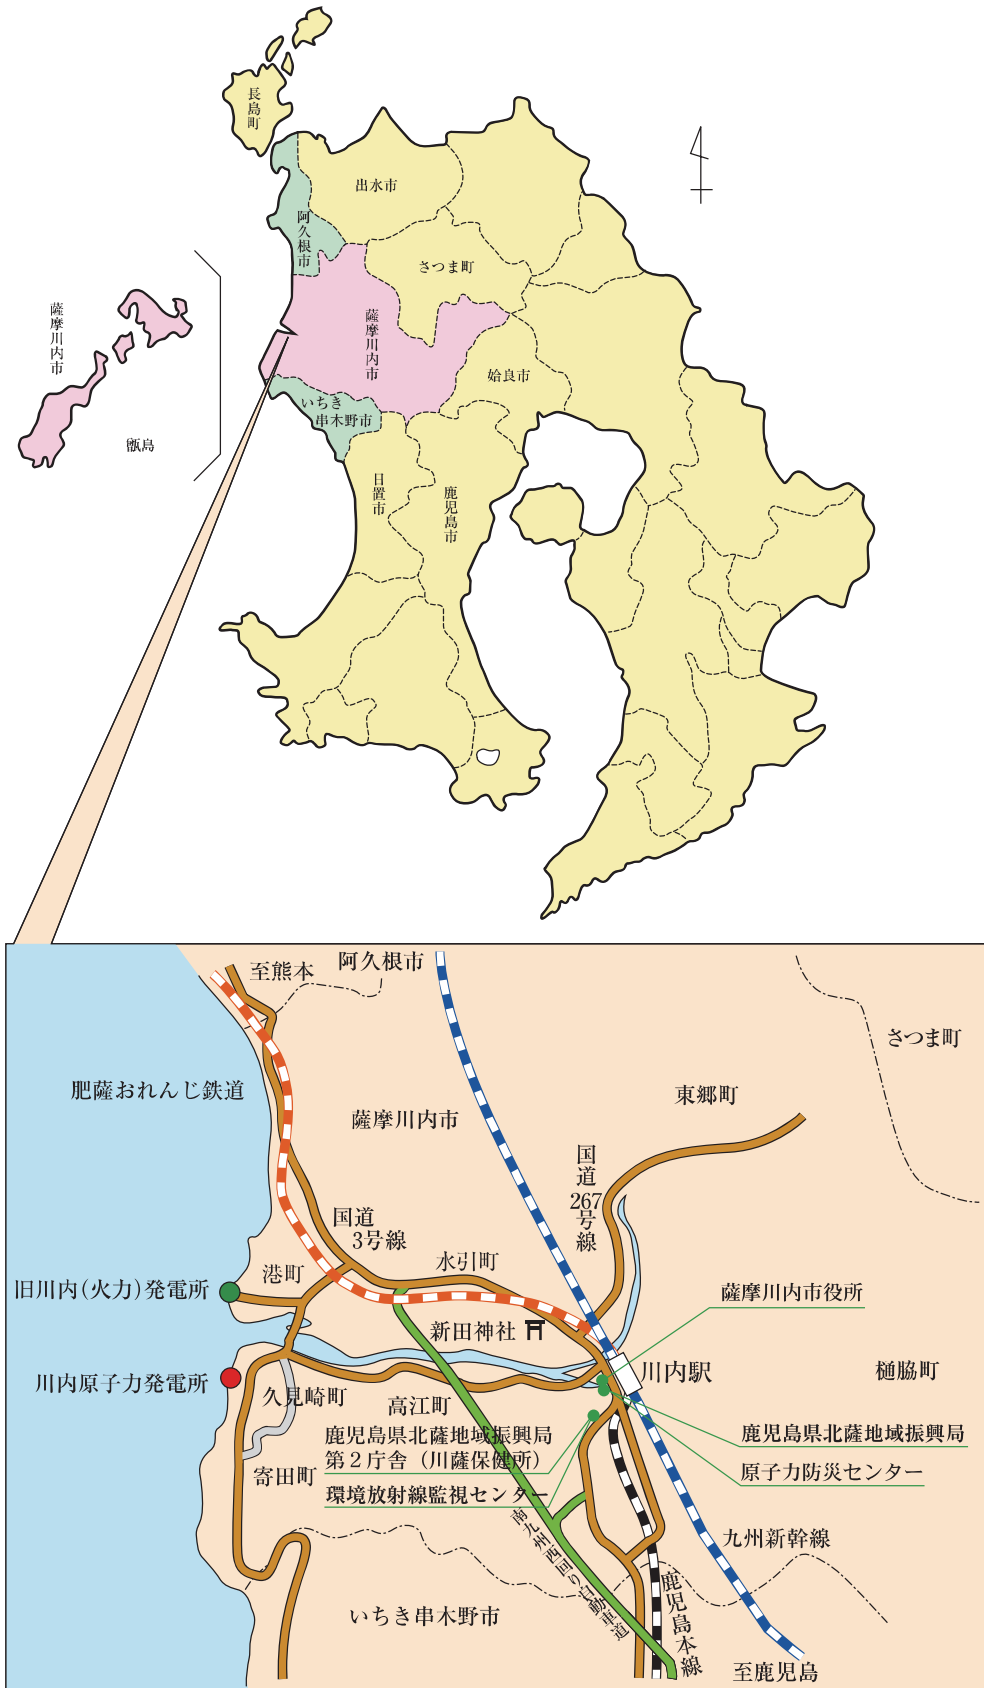 長島町
出水市
阿久根市
さつま町
薩摩川内市
薩摩川内市
甑島
姶良市
いちき
串木野市
日置市
鹿児島市
至熊本
阿久根市
さつま町
肥薩おれんじ鉄道
東郷町
薩摩川内市
国道
267
号線
国道
3号線
水引町
港町
旧川内(火力)発電所
薩摩川内市役所
新田神社
川内駅
樋脇町
川内原子力発電所
久見崎町
高江町
鹿児島県北薩地域振興局
第2庁舎(川薩保健所)
鹿児島県北薩地域振興局
原子力防災センター
寄田町
環境放射線監視センター
南九州西回り自動車道
九州新幹線
鹿児島本線
いちき串木野市
至鹿児島